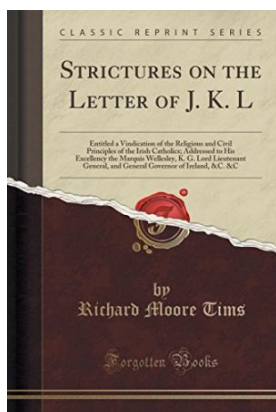 CLASSIC REPRINT SERIES
STRICTURES ON THE
LETTER OF J. K. L
Entitled a Vindication of the Religious and Civil
Principles of the Irish Catholics; Addressed to His
Excellency the Marquis Wellesley, K. G. Lord Lieutenant
General, and General Governor of Ireland, &C. &C
by
Richard Moore Tims
Forgotten Books